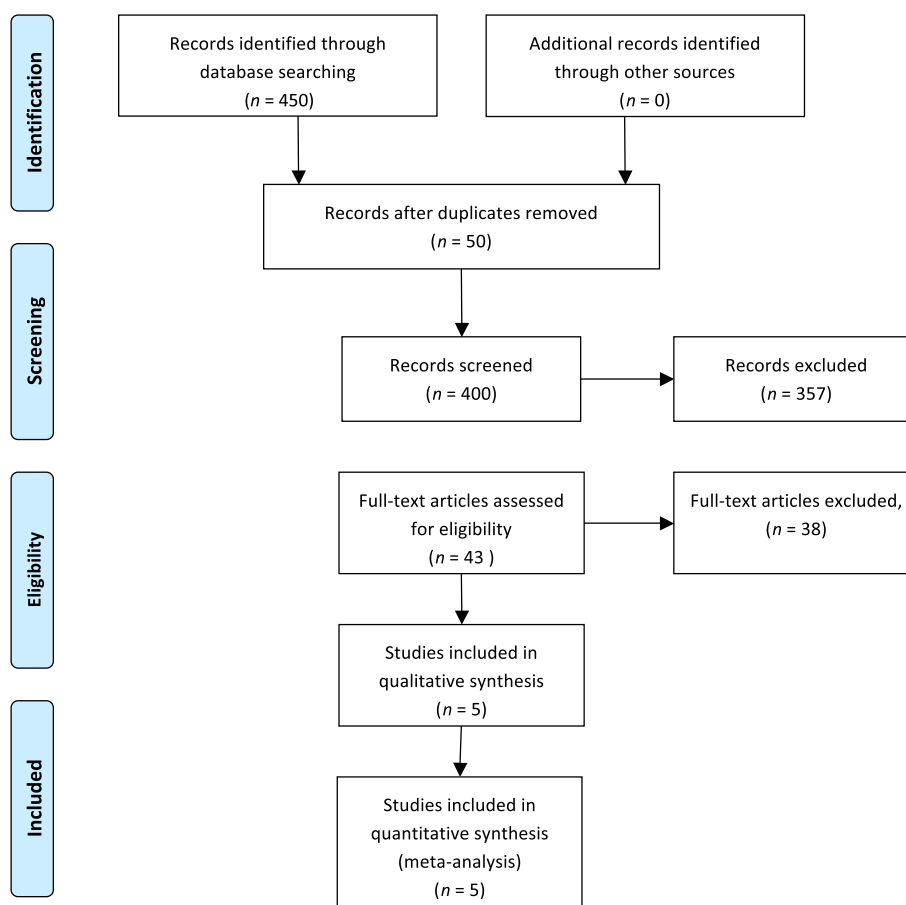 Identification
Records identified through
database searching
(n = 450)
Additional records identified
through other sources
(n = 0)
Records after duplicates removed
(n = 50)
Screening
Records screened
(n = 400)
Records excluded
(n = 357)
Eligibility
Full-text articles assessed
for eligibility
(n = 43 )
Full-text articles excluded,
(n = 38)
Studies included in
qualitative synthesis
(n = 5)
Included
Studies included in
quantitative synthesis
(meta-analysis)
(n = 5)